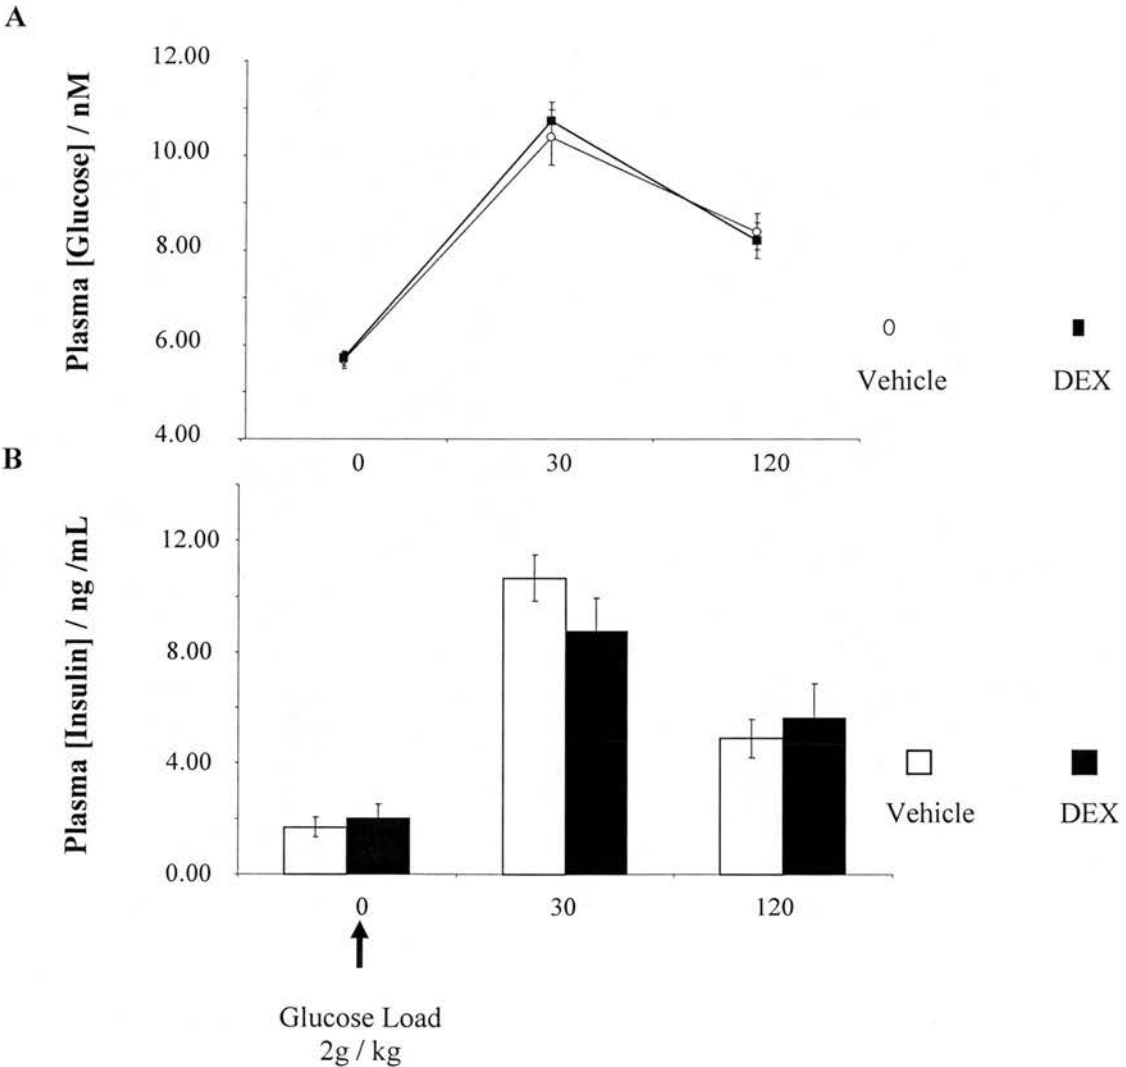 A
Plasma [Glucose] / nM
12.00
10.00
8.00
6.00
4.00
0 30 120
Vehicle DEX
B
Plasma [Insulin] / ng /mL
12.00
8.00
4.00
0.00
0 30 120
Vehicle DEX
Glucose Load
2g / kg